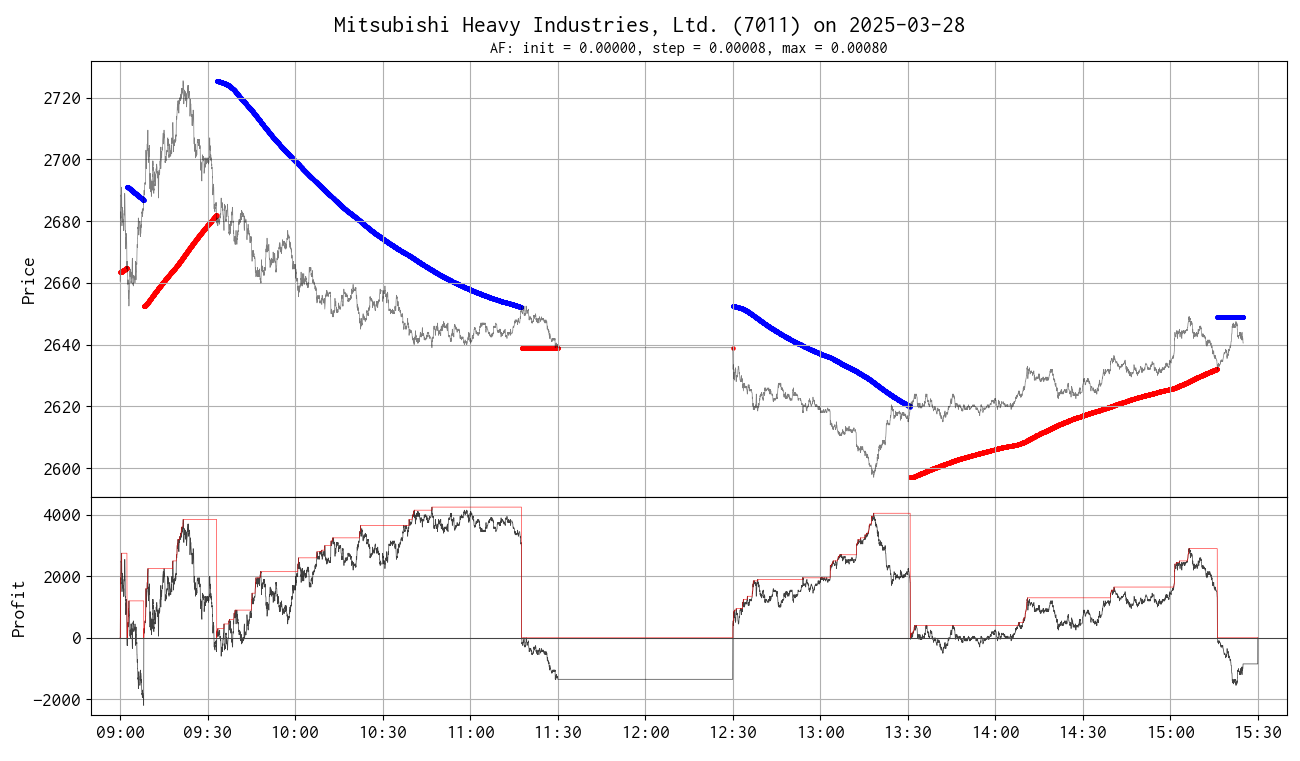 Mitsubishi Heavy Industries, Ltd. (7011) on 2025-03-28
AF: init = 0.00000, step = 0.00008, max = 0.00080
Price
2720
2700
2680
2660
2640
2620
2600
Profit
4000
2000
0
−2000
09:00 09:30 10:00 10:30 11:00 11:30 12:00 12:30 13:00 13:30 14:00 14:30 15:00 15:30